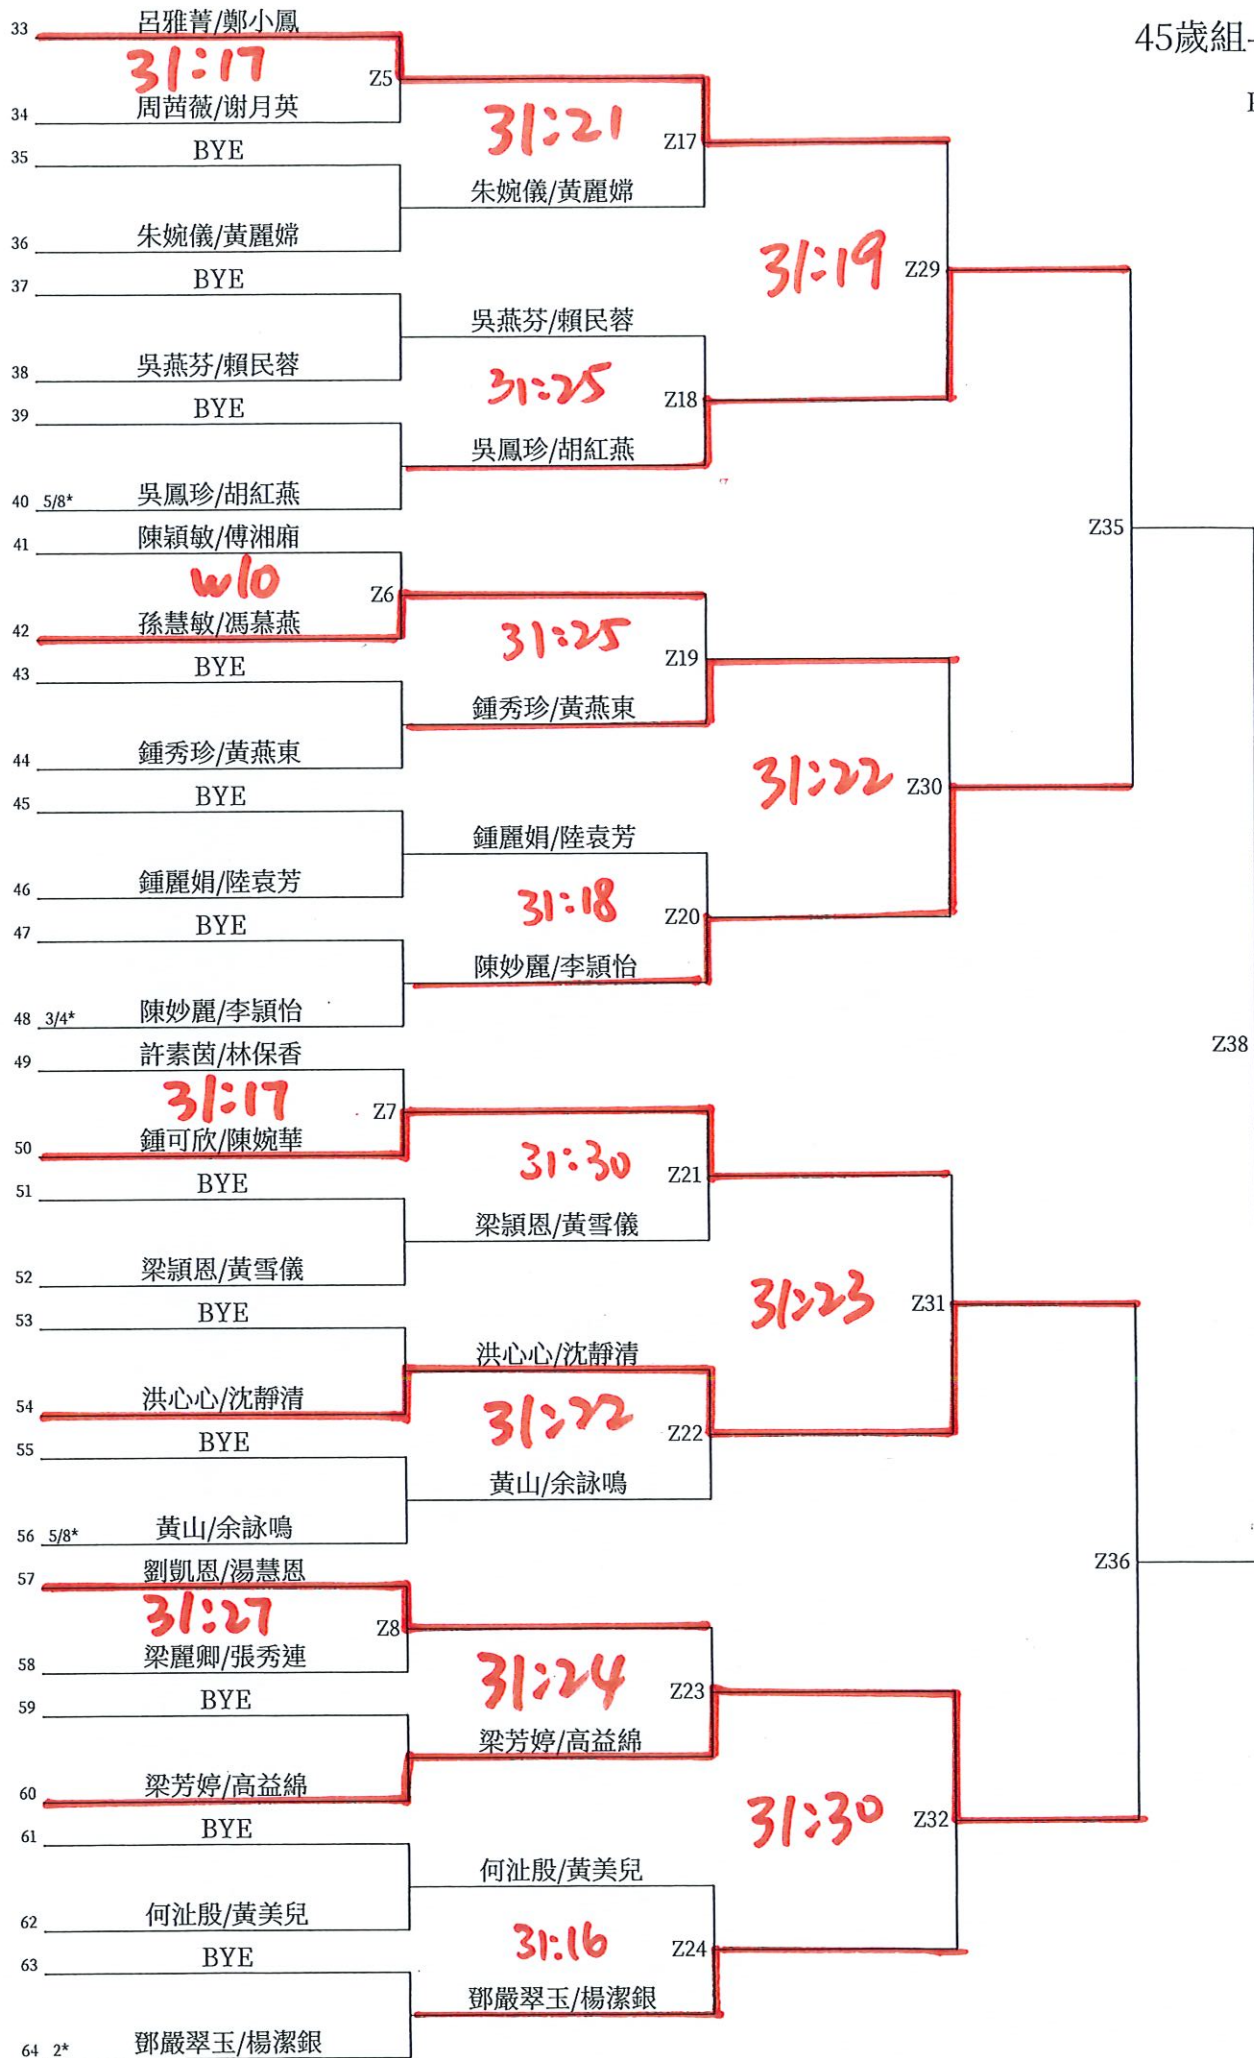 33 呂雅菁/鄭小鳳
45歲組
31:17
Z5
34 周茜薇/谢月英
31:21
Z17
35 BYE
朱婉儀/黃麗嫦
36 朱婉儀/黃麗嫦
31:19
Z29
37 BYE
吳燕芬/賴民蓉
38 吳燕芬/賴民蓉
31:25
Z18
39 BYE
吳鳳珍/胡紅燕
40 5/8* 吳鳳珍/胡紅燕
Z35
41 陳穎敏/傅湘廂
w/o
Z6
42 孫慧敏/馮慕燕
31:25
Z19
43 BYE
鍾秀珍/黃燕東
44 鍾秀珍/黃燕東
31:22
Z30
45 BYE
鍾麗娟/陸袁芳
46 鍾麗娟/陸袁芳
31:18
Z20
47 BYE
陳妙麗/李頴怡
48 3/4* 陳妙麗/李頴怡
Z38
49 許素茵/林保香
31:17
Z7
50 鍾可欣/陳婉華
31:30
Z21
51 BYE
梁頴恩/黃雪儀
52 梁頴恩/黃雪儀
31:23
Z31
53 BYE
洪心心/沈靜清
54 洪心心/沈靜清
31:22
Z22
55 BYE
黃山/余詠鳴
56 5/8* 黃山/余詠鳴
Z36
57 劉凱恩/湯慧恩
31:27
Z8
58 梁麗卿/張秀連
31:24
Z23
59 BYE
梁芳婷/高益綿
60 梁芳婷/高益綿
31:30
Z32
61 BYE
何沚殷/黃美兒
62 何沚殷/黃美兒
31:16
Z24
63 BYE
鄧嚴翠玉/楊潔銀
64 2* 鄧嚴翠玉/楊潔銀